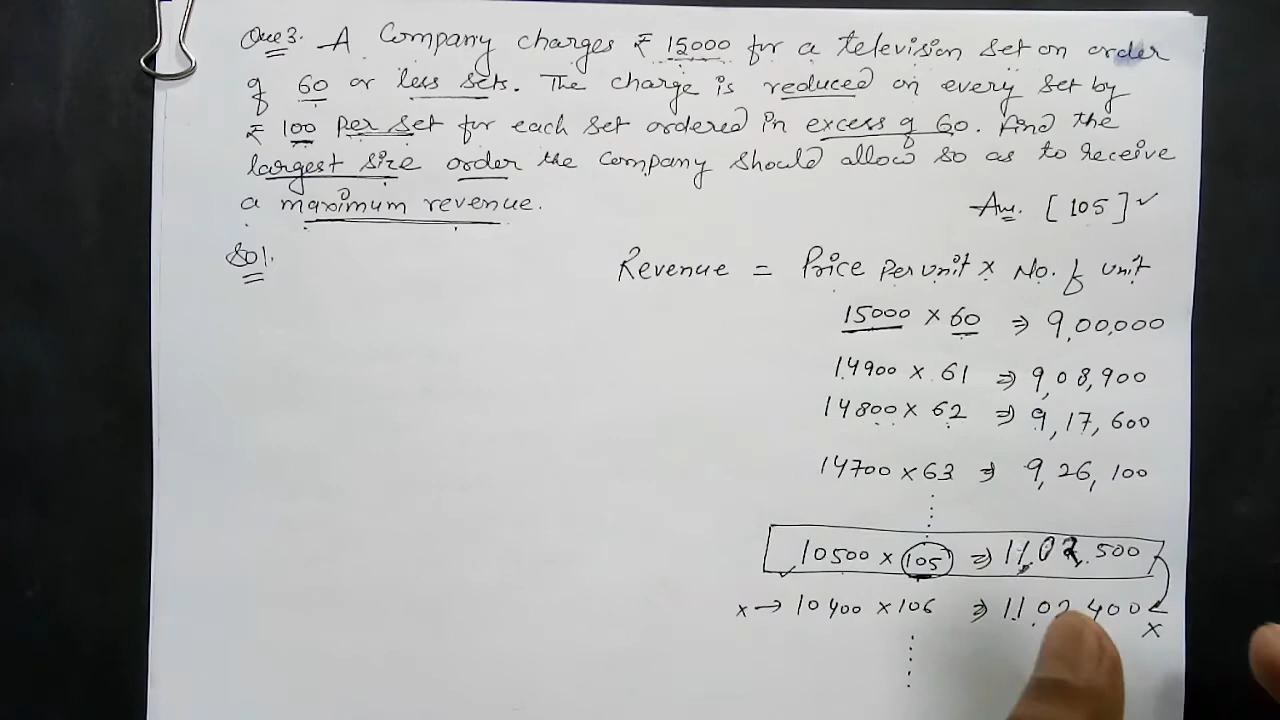 Que 3. A Company charges ₹ 15000 for a television set on order
of 60 or less sets. The charge is reduced on every set by
₹ 100 per set for each set ordered in excess of 60. Find the
largest size order the company should allow so as to receive
a maximum revenue.
Ans. [105] ✓
Sol.
Revenue = Price per unit × No. of unit
15000 × 60 ⇒ 9,00,000
14900 × 61 ⇒ 9,08,900
14800 × 62 ⇒ 9,17,600
14700 × 63 ⇒ 9,26,100
10500 × 105 ⇒ 11,02,500
x → 10400 × 106 ⇒ 11,02,400
x